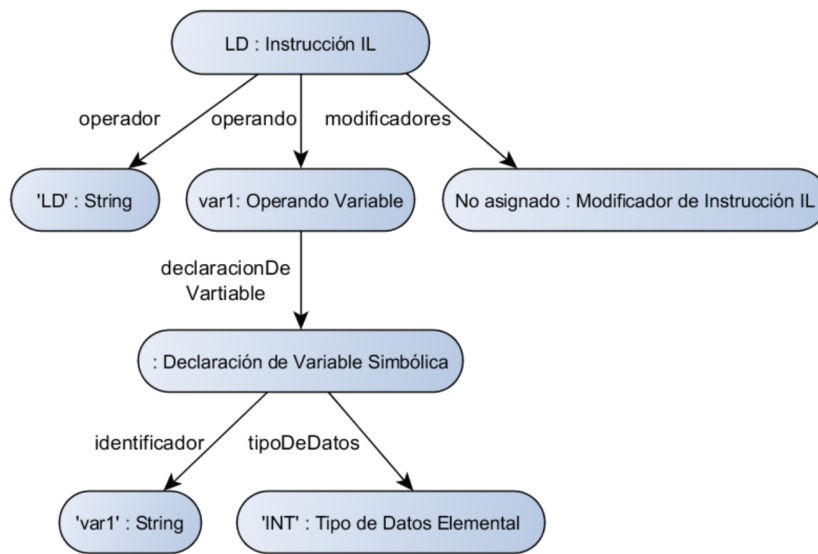 LD : Instrucción IL
operador
operando
modificadores
'LD' : String
var1: Operando Variable
No asignado : Modificador de Instrucción IL
declaracionDe
Vartiable
: Declaración de Variable Simbólica
identificador
tipoDeDatos
'var1' : String
'INT' : Tipo de Datos Elemental